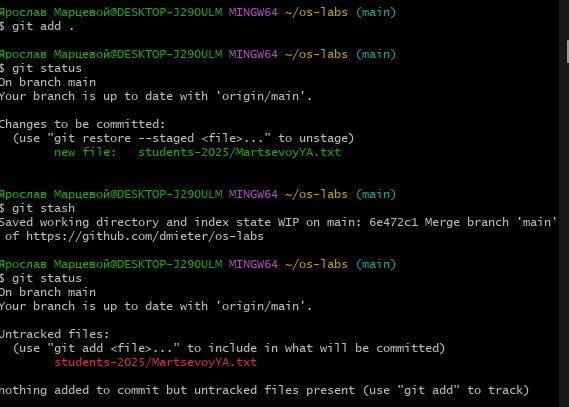 Ярослав Марцевой@DESKTOP-J29OULM MINGW64 ~/os-labs (main)
$ git add .
Ярослав Марцевой@DESKTOP-J29OULM MINGW64 ~/os-labs (main)
$ git status
On branch main
Your branch is up to date with 'origin/main'.
Changes to be committed:
  (use "git restore --staged <file>..." to unstage)
        new file:   students-2025/MartsevoyYA.txt
Ярослав Марцевой@DESKTOP-J29OULM MINGW64 ~/os-labs (main)
$ git stash
Saved working directory and index state WIP on main: 6e472c1 Merge branch 'main'
 of https://github.com/dmieter/os-labs
Ярослав Марцевой@DESKTOP-J29OULM MINGW64 ~/os-labs (main)
$ git status
On branch main
Your branch is up to date with 'origin/main'.
Untracked files:
  (use "git add <file>..." to include in what will be committed)
        students-2025/MartsevoyYA.txt
nothing added to commit but untracked files present (use "git add" to track)